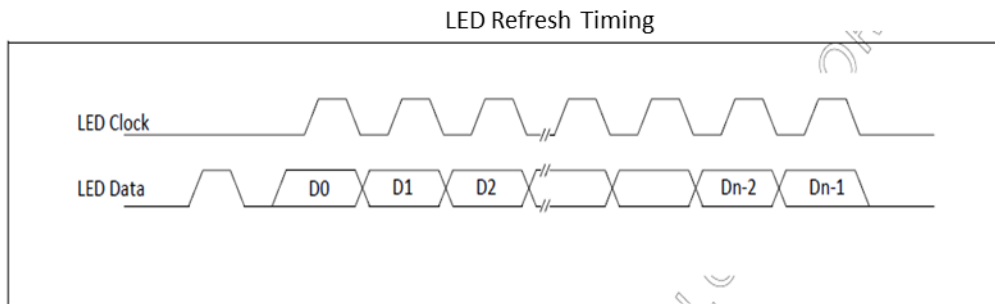 LED Refresh Timing
LED Clock
LED Data
D0 D1 D2 Dn-2 Dn-1